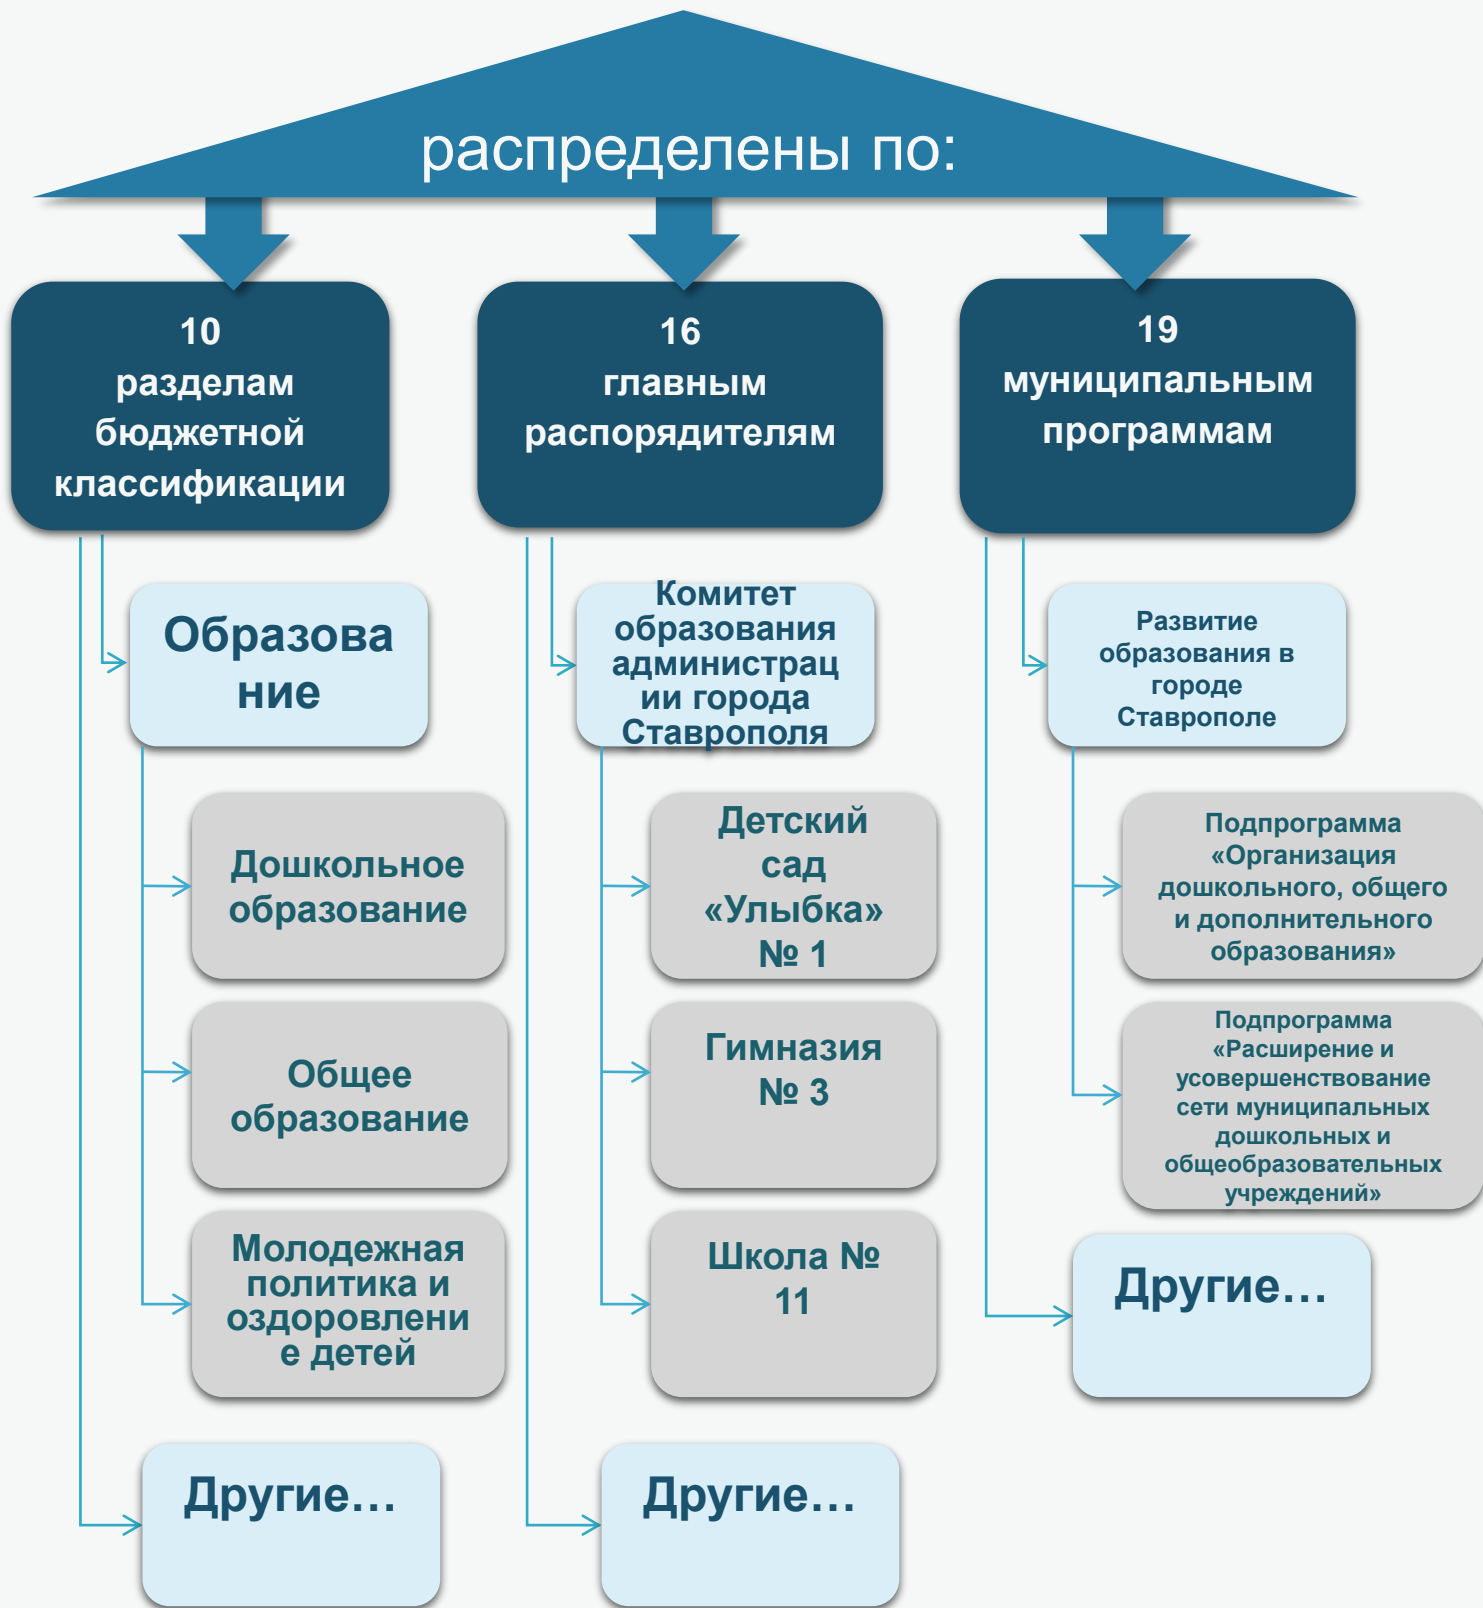 распределены по:
10
разделам
бюджетной
классификации
Образова
ние
Дошкольное
образование
Общее
образование
Молодежная
политика и
оздоровлени
е детей
Другие…
16
главным
распорядителям
Комитет
образования
администрац
ии города
Ставрополя
Детский
сад
«Улыбка»
№ 1
Гимназия
№ 3
Школа №
11
Другие…
19
муниципальным
программам
Развитие
образования в
городе
Ставрополе
Подпрограмма
«Организация
дошкольного, общего
и дополнительного
образования»
Подпрограмма
«Расширение и
усовершенствование
сети муниципальных
дошкольных и
общеобразовательных
учреждений»
Другие…